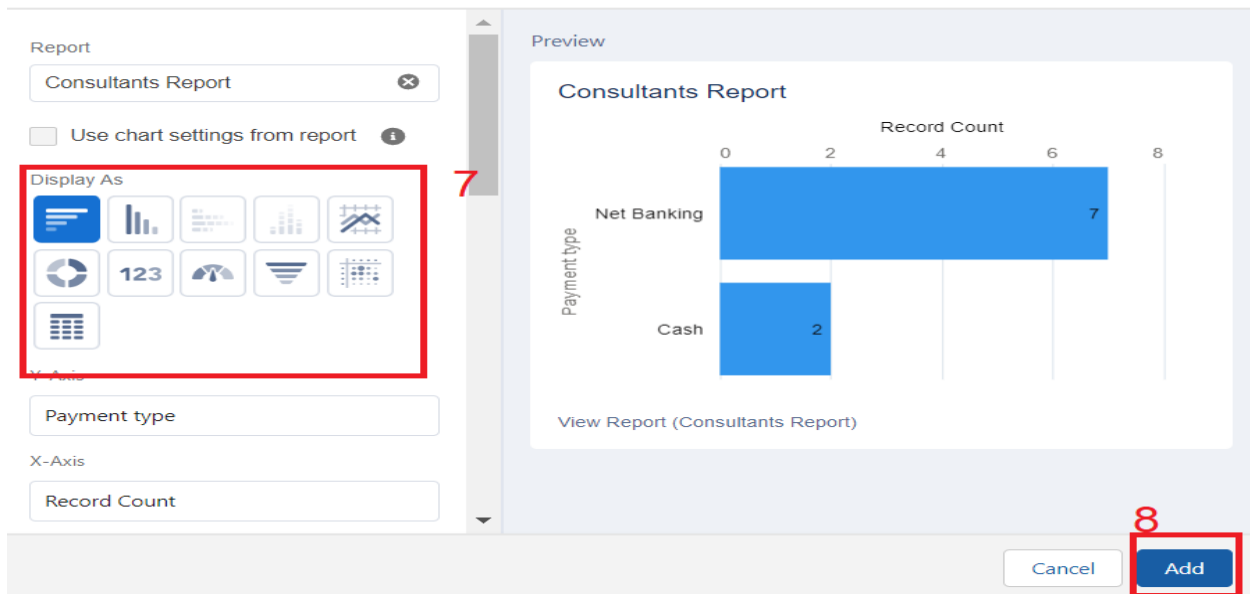 Report
Consultants Report
Use chart settings from report
Display As
7
123
Y-Axis
Payment type
X-Axis
Record Count
Preview
Consultants Report
Record Count
0 2 4 6 8
Payment type
Net Banking
7
Cash
2
View Report (Consultants Report)
8
Cancel
Add